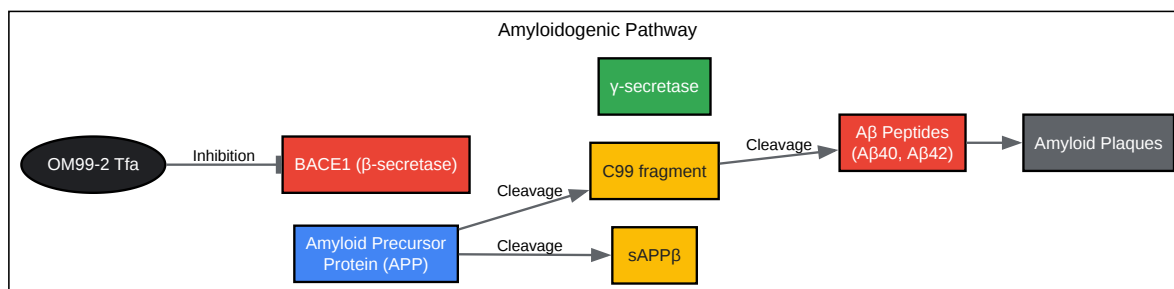 Amyloidogenic Pathway
γ-secretase
OM99-2 Tfa
Inhibition
BACE1 (β-secretase)
Cleavage
C99 fragment
Cleavage
Aβ Peptides
(Aβ40, Aβ42)
Amyloid Plaques
Amyloid Precursor
Protein (APP)
Cleavage
sAPPβ